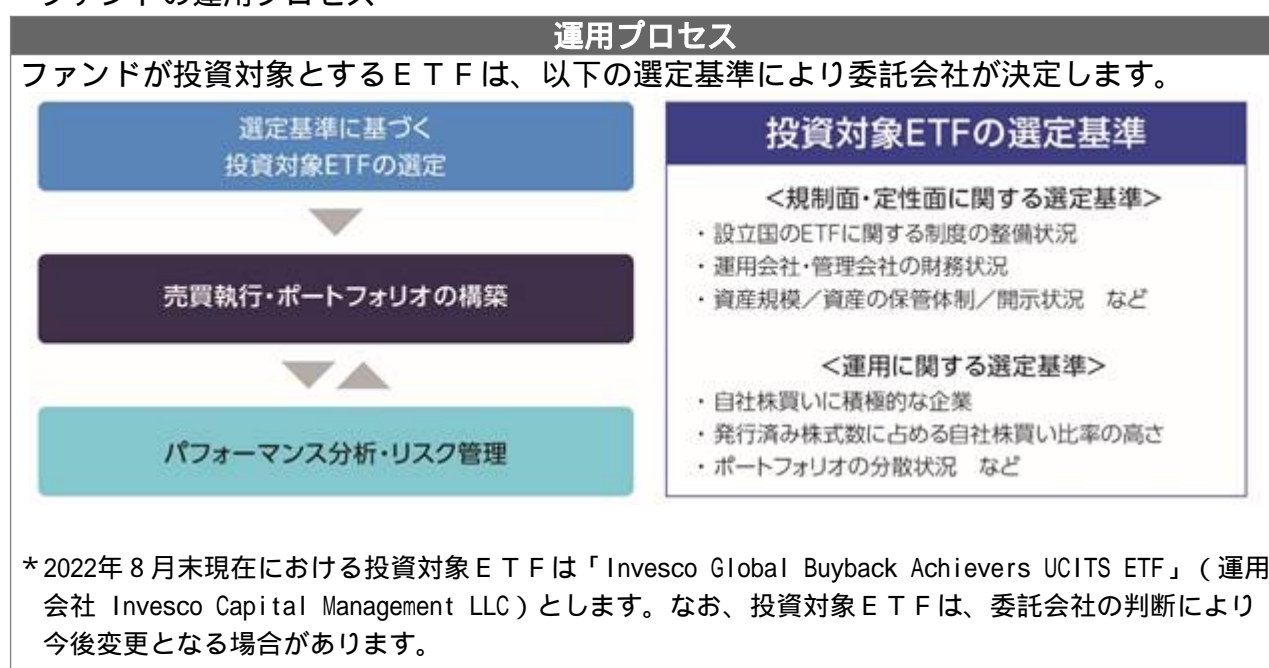 ファンドの運用プロセス
運用プロセス
ファンドが投資対象とするＥＴＦは、以下の選定基準により委託会社が決定します。
選定基準に基づく
投資対象ETFの選定
売買執行・ポートフォリオの構築
パフォーマンス分析・リスク管理
投資対象ETFの選定基準
＜規制面・定性面に関する選定基準＞
・設立国のETFに関する制度の整備状況
・運用会社・管理会社の財務状況
・資産規模／資産の保管体制／開示状況　など
＜運用に関する選定基準＞
・自社株買いに積極的な企業
・発行済み株式数に占める自社株買い比率の高さ
・ポートフォリオの分散状況　など
＊2022年８月末現在における投資対象ＥＴＦは「Invesco Global Buyback Achievers UCITS ETF」（運用
会社 Invesco Capital Management LLC）とします。なお、投資対象ＥＴＦは、委託会社の判断により
今後変更となる場合があります。